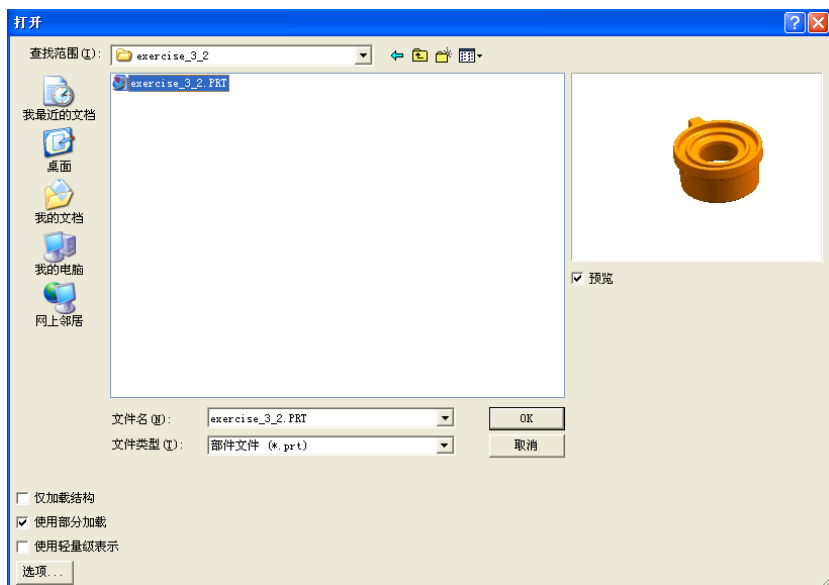 打开
查找范围(I):
exercise_3_2
exercise_3_2.PRT
我最近的文档
桌面
我的文档
我的电脑
网上邻居
预览
文件名(N):
exercise_3_2.PRT
OK
文件类型(T):
部件文件 (*.prt)
取消
仅加载结构
使用部分加载
使用轻量级表示
选项...